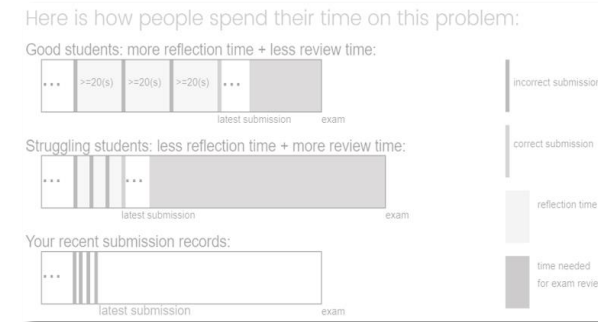 Here is how people spend their time on this problem:
Good students: more reflection time + less review time:
... >=20(s) >=20(s) >=20(s) ...
latest submission exam
Struggling students: less reflection time + more review time:
... ...
latest submission exam
Your recent submission records:
...
latest submission exam
incorrect submission
correct submission
reflection time
time needed
for exam revie